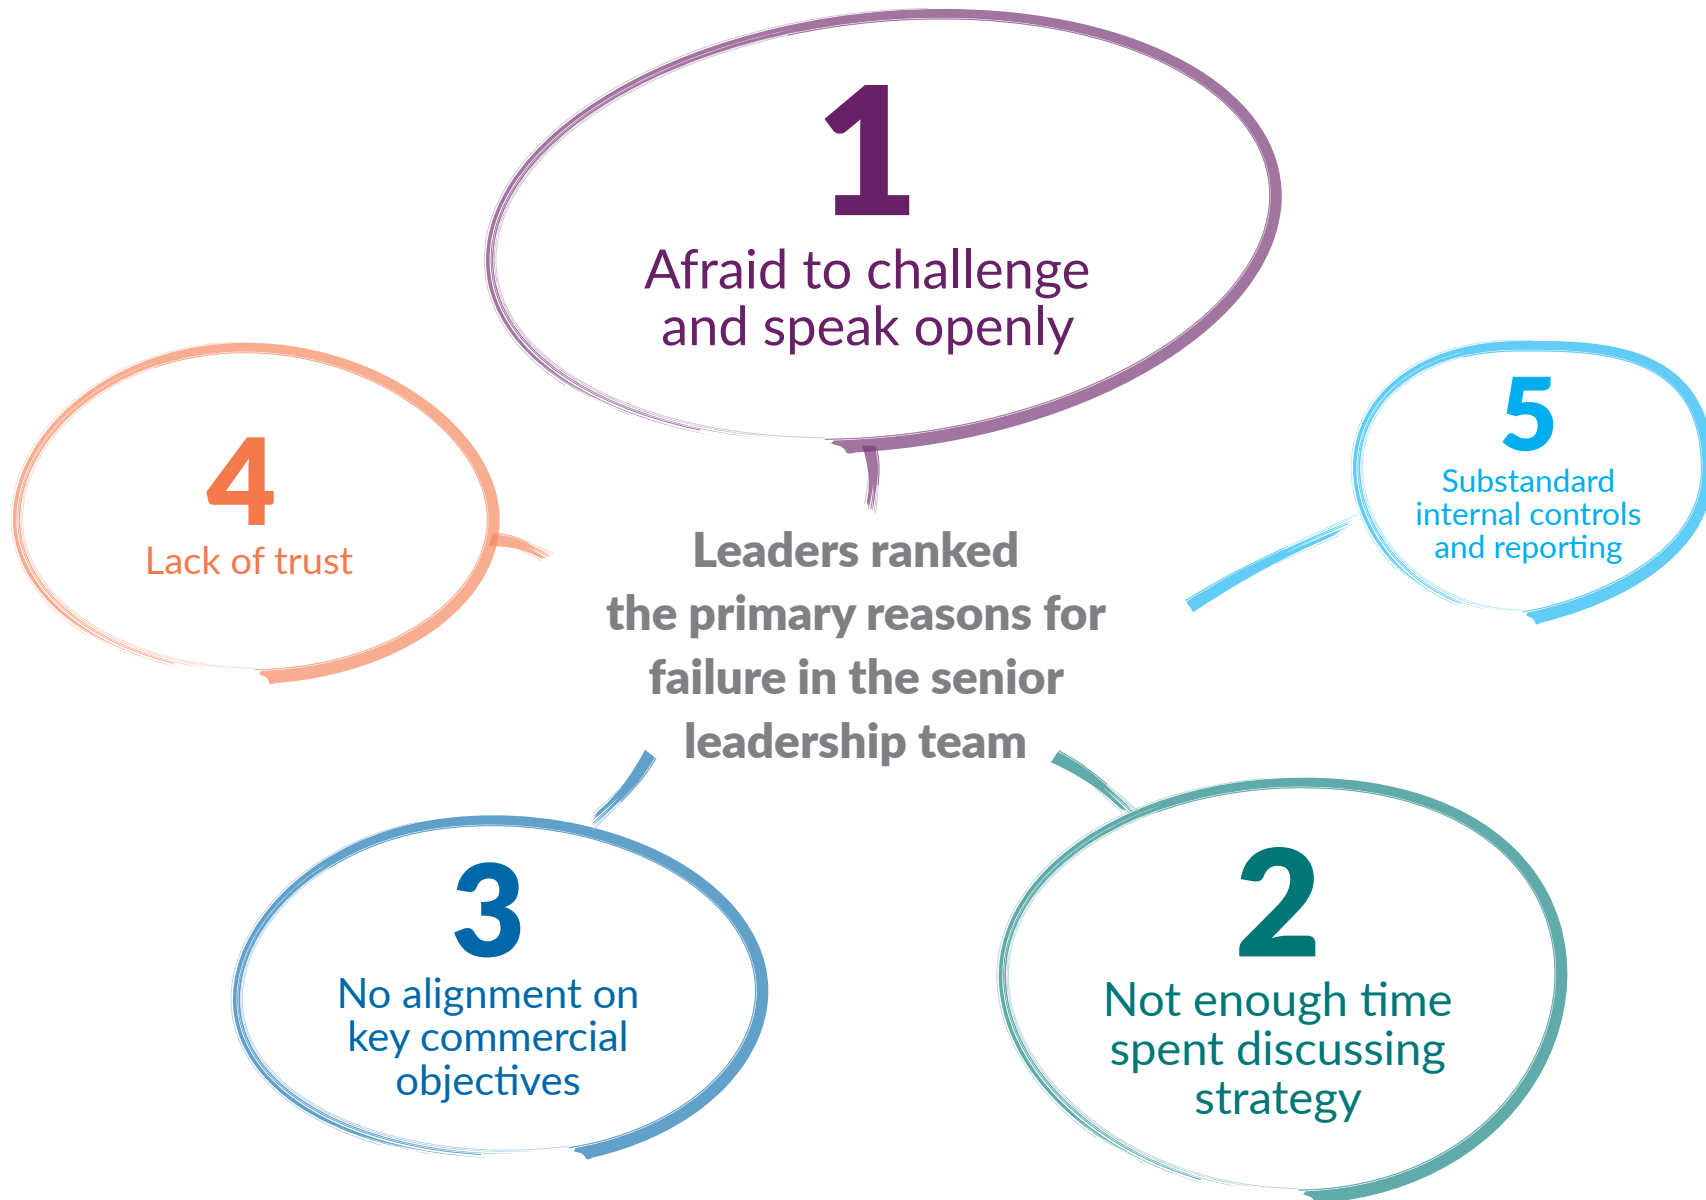 1
Afraid to challenge
and speak openly
4
Lack of trust
5
Substandard
internal controls
and reporting
Leaders ranked
the primary reasons for
failure in the senior
leadership team
3
No alignment on
key commercial
objectives
2
Not enough time
spent discussing
strategy